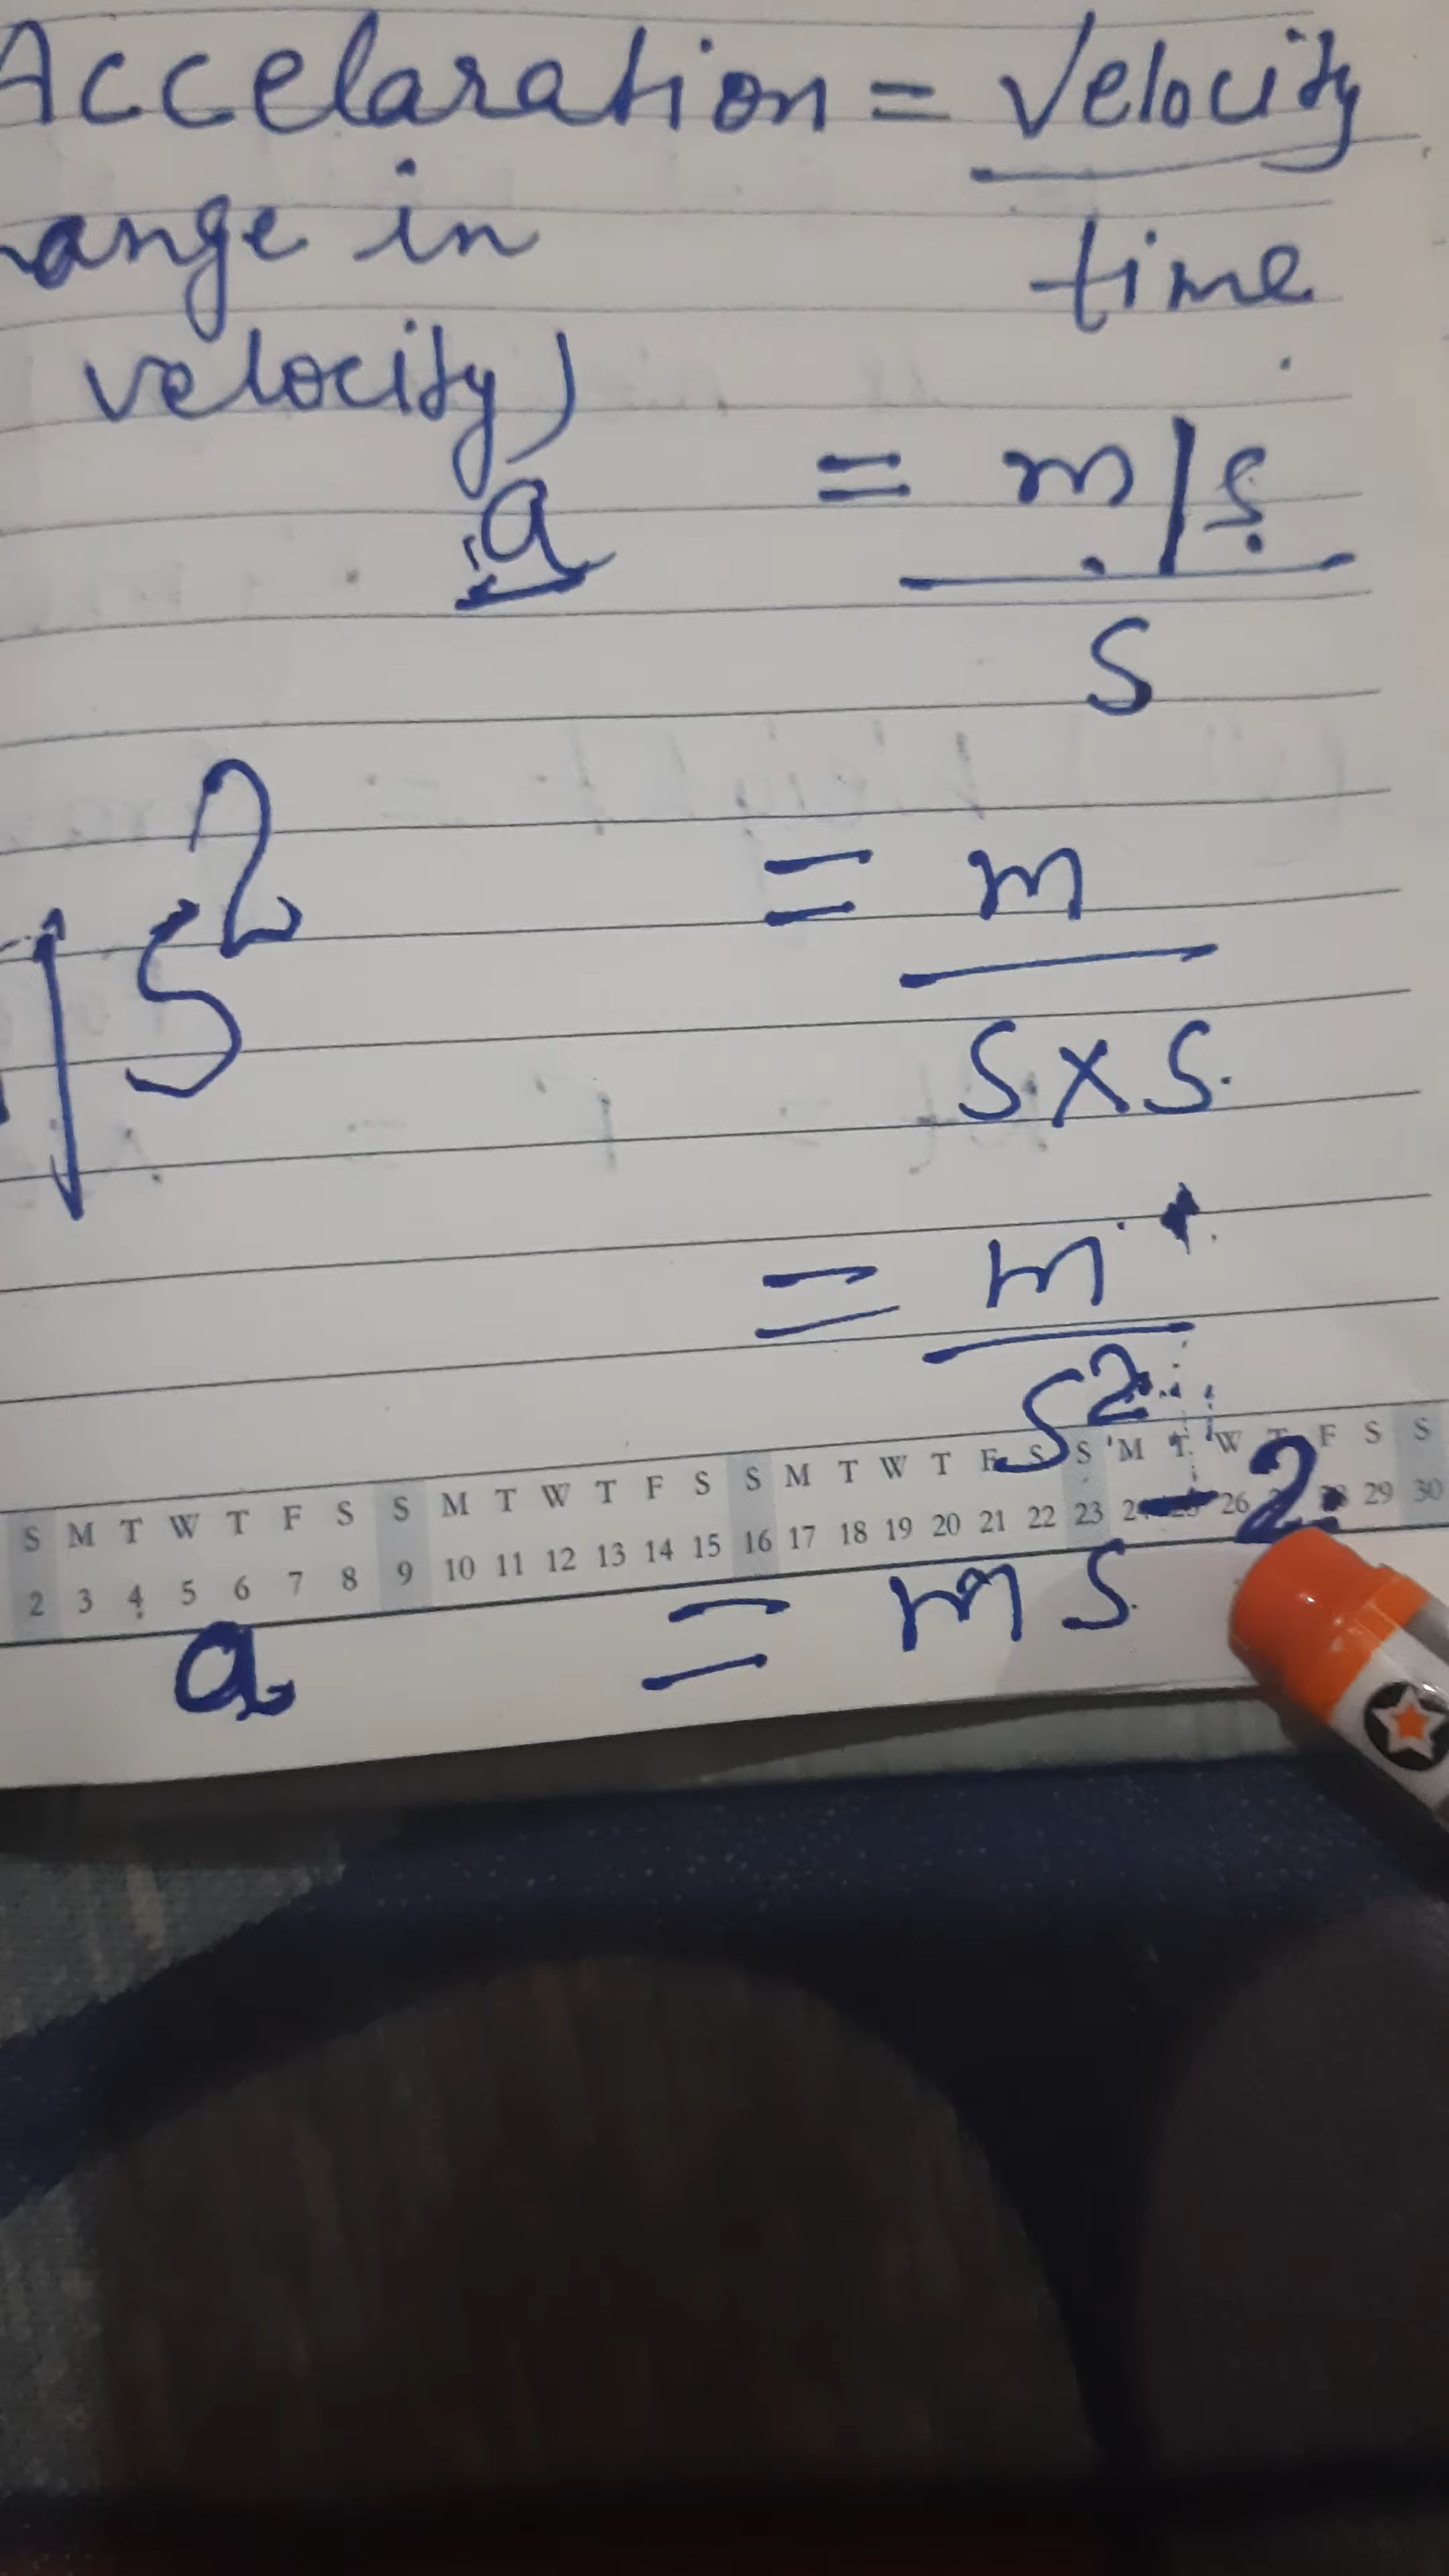 Accelaration = Velocity
ange in time
velocity)
a = m/s
s
/s²
= m
s×s
= m
s²
S M T W T F S S M T W T F S S M T W T F S S M T W T F S S
2 3 4 5 6 7 8 9 10 11 12 13 14 15 16 17 18 19 20 21 22 23 24 26 29 30
a = ms-2